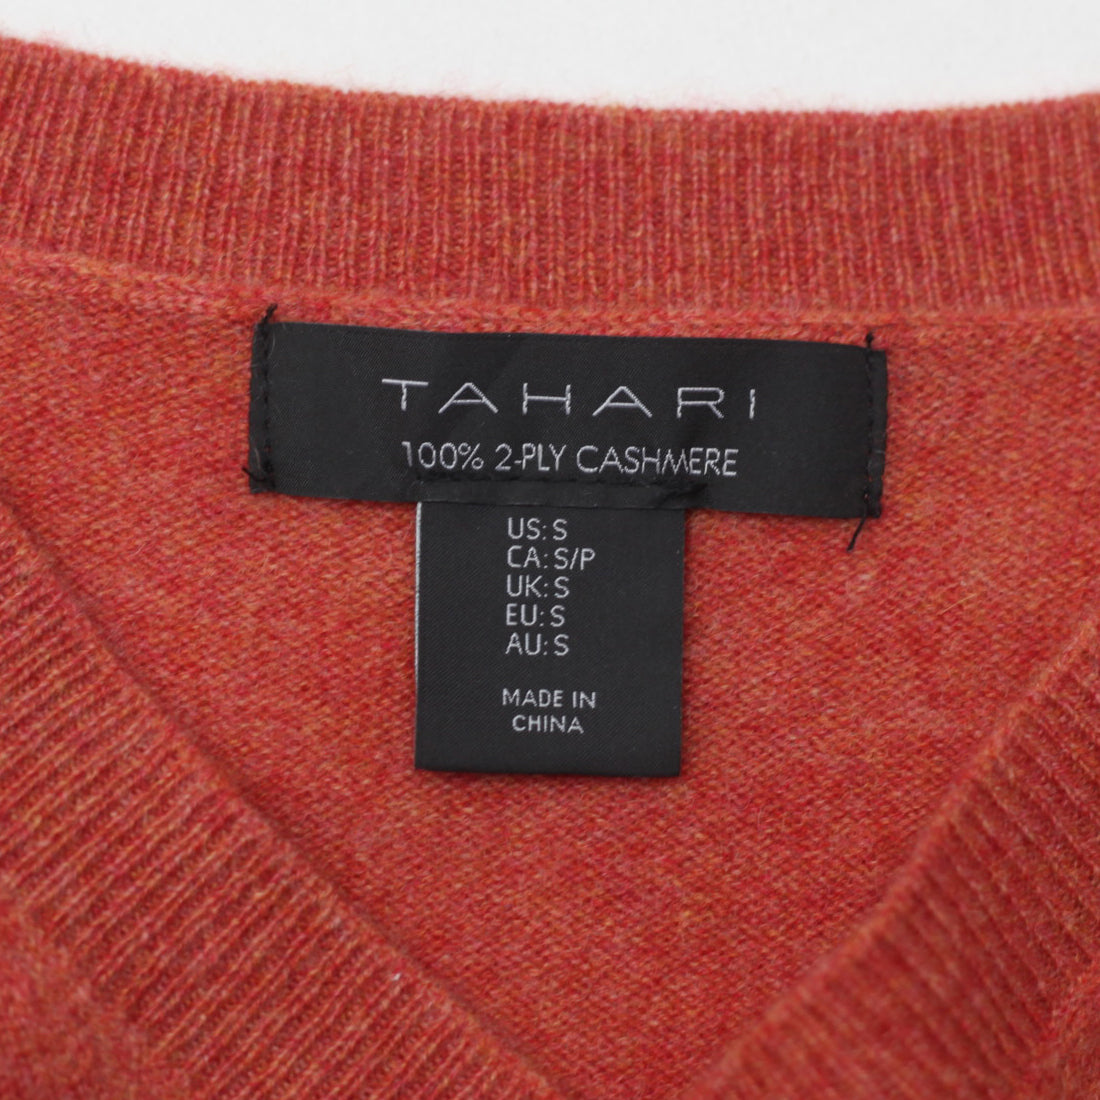 TAHARI
100% 2-PLY CASHMERE
US: S
CA: S/P
UK: S
EU: S
AU: S
MADE IN
CHINA